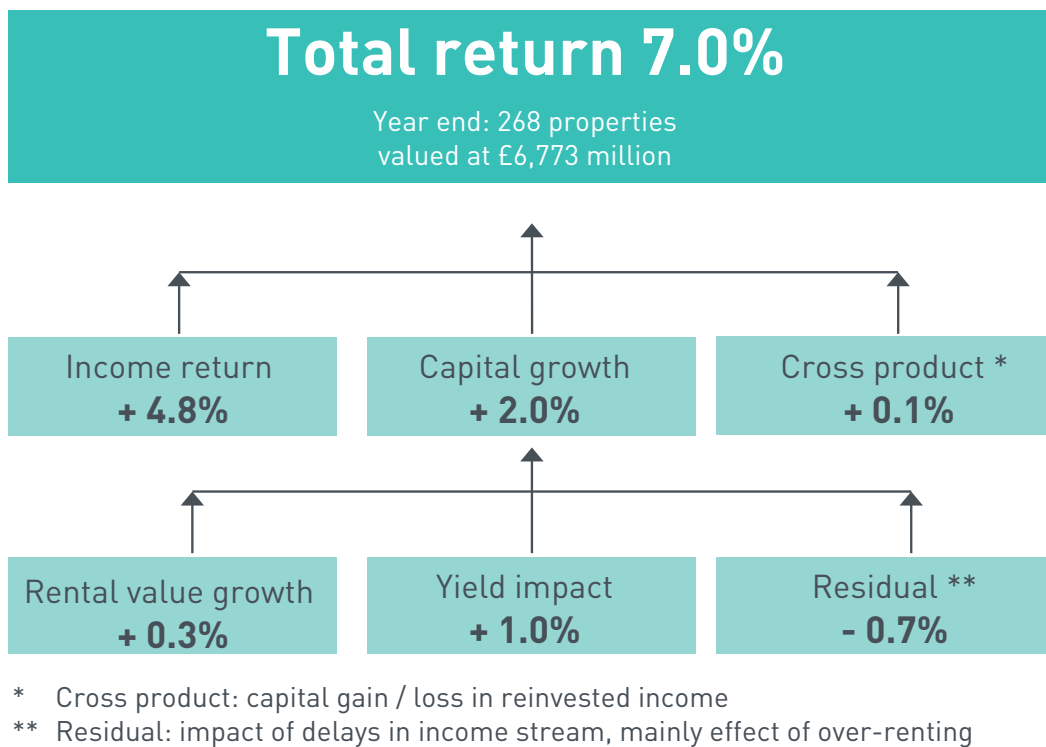 Total return 7.0%
Year end: 268 properties
valued at £6,773 million
Income return
+ 4.8%
Capital growth
+ 2.0%
Cross product *
+ 0.1%
Rental value growth
+ 0.3%
Yield impact
+ 1.0%
Residual **
- 0.7%
* Cross product: capital gain / loss in reinvested income
** Residual: impact of delays in income stream, mainly effect of over-renting